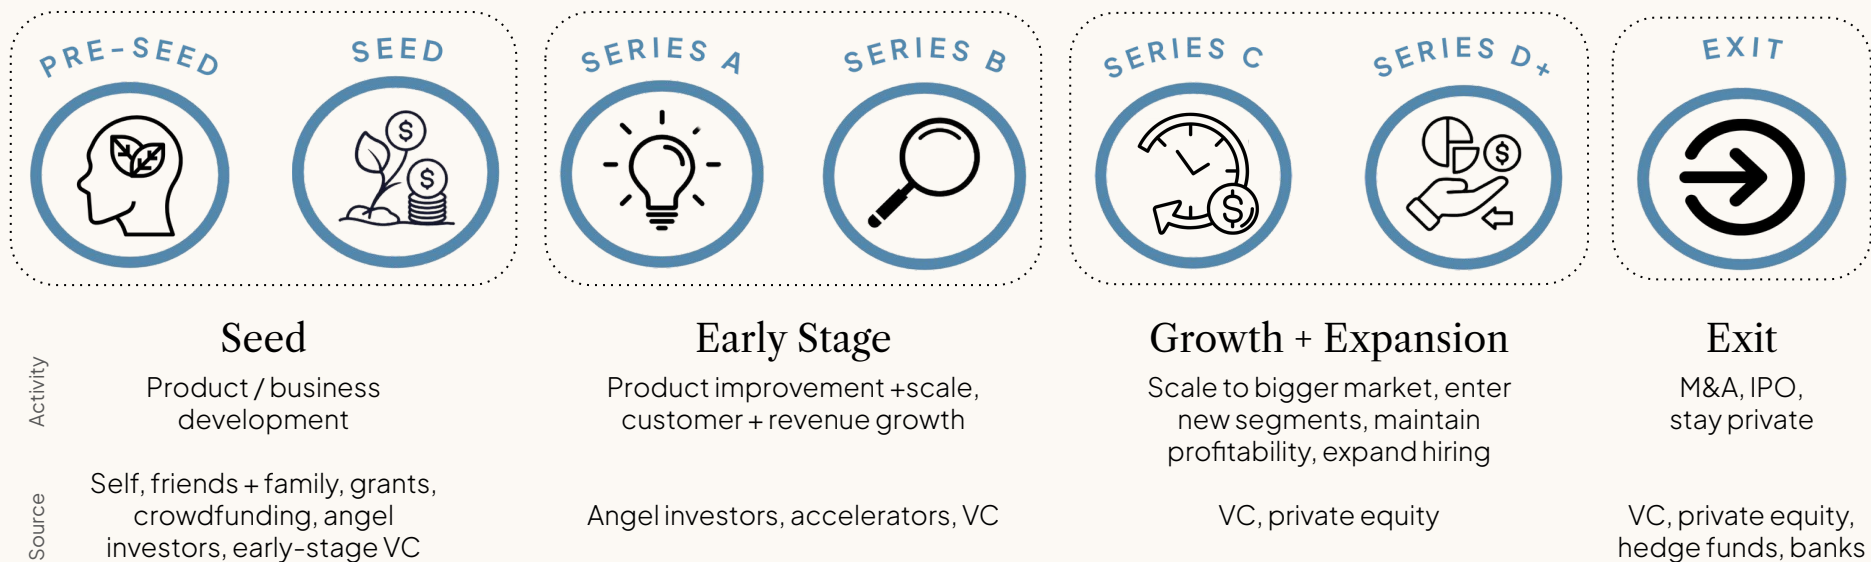 PRE-SEED
SEED
SERIES A
SERIES B
SERIES C
SERIES D+
EXIT
$
$
$
$
Seed
Early Stage
Growth + Expansion
Exit
Activity
Product / business
development
Product improvement +scale,
customer + revenue growth
Scale to bigger market, enter
new segments, maintain
profitability, expand hiring
M&A, IPO,
stay private
Source
Self, friends + family, grants,
crowdfunding, angel
investors, early-stage VC
Angel investors, accelerators, VC
VC, private equity
VC, private equity,
hedge funds, banks